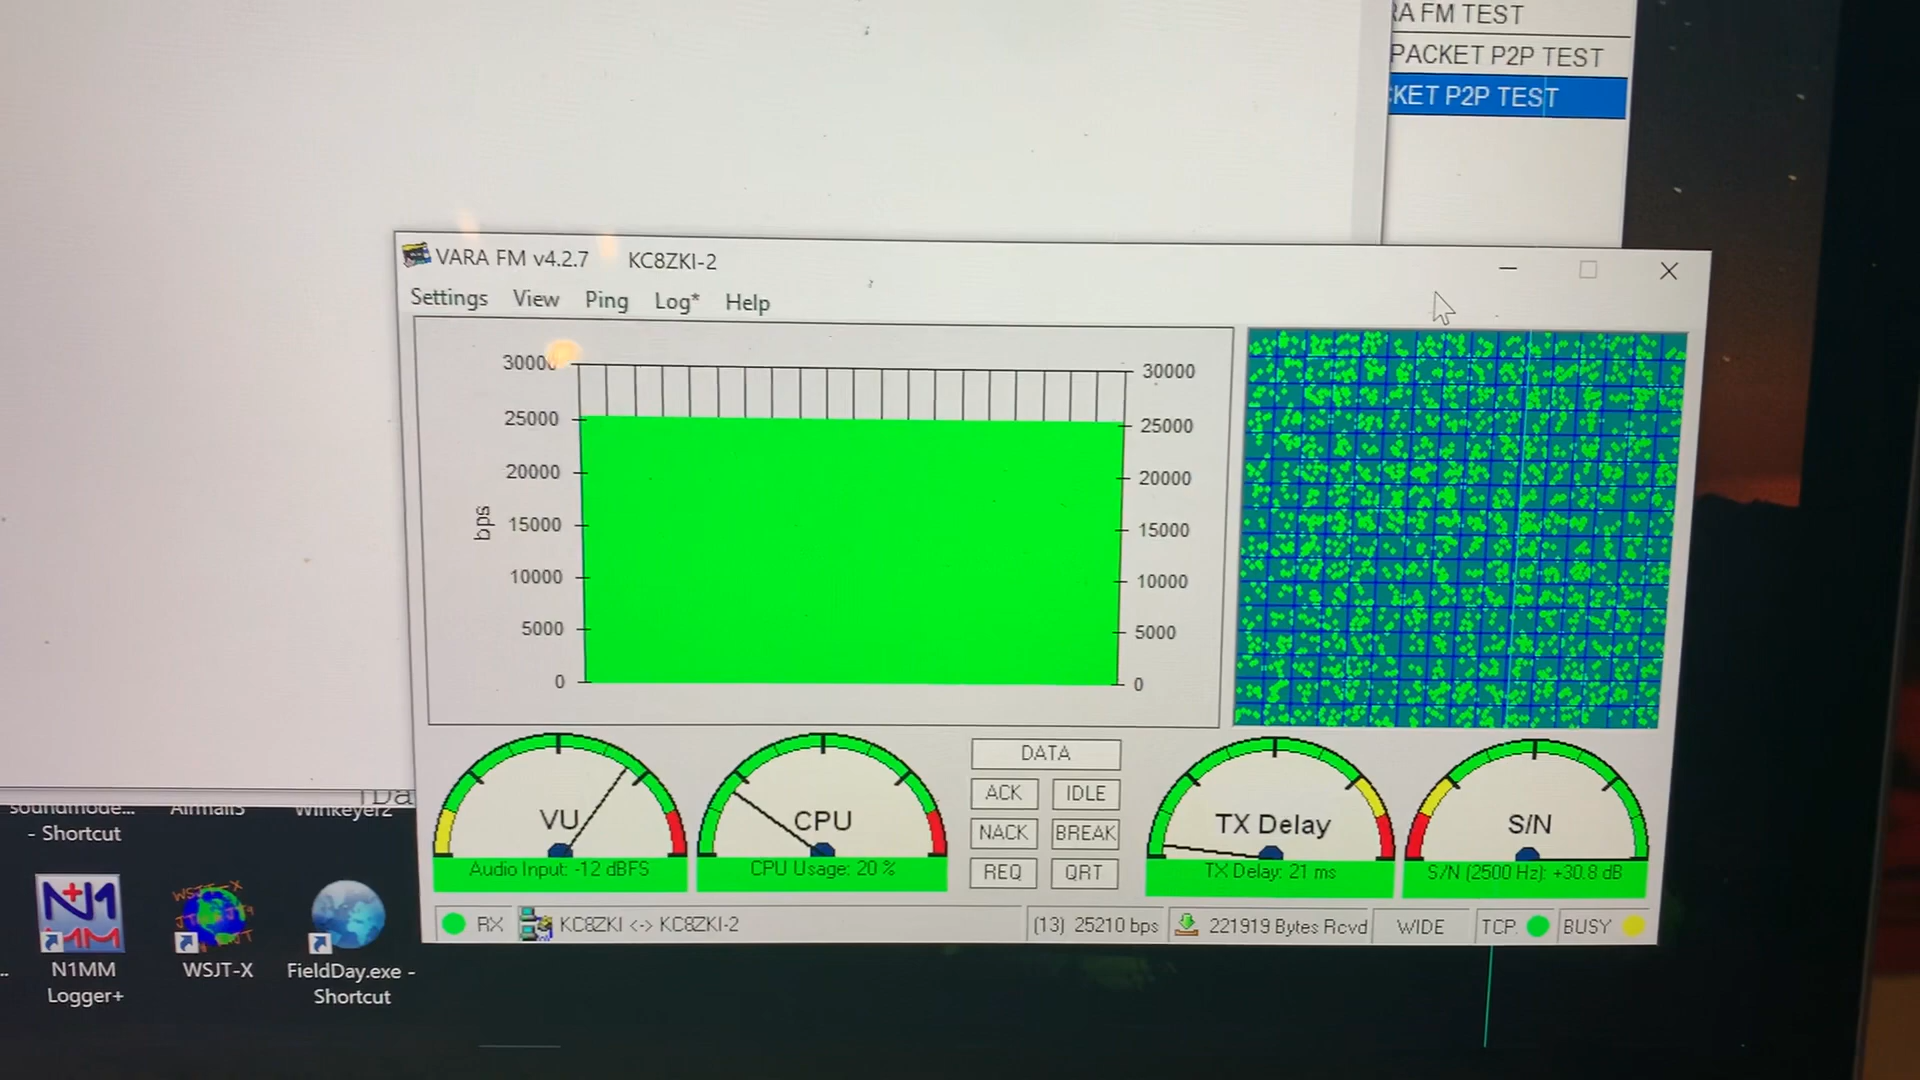 RA FM TEST
PACKET P2P TEST
KET P2P TEST
VARA FM v4.2.7 KC8ZKI-2
Settings View Ping Log* Help
30000 30000
25000 25000
20000 20000
bps
15000 15000
10000 10000
5000 5000
0 0
DATA
ACK IDLE
NACK BREAK
REQ QRT
VU CPU TX Delay S/N
Audio Input: -12 dBFS CPU Usage: 20 % TX Delay: 21 ms S/N (2500 Hz): +30.8 dB
RX KC8ZKI <-> KC8ZKI-2 (13) 25210 bps 221919 Bytes Rcvd WIDE TCP BUSY
soundmode... Airmail3 Winkeyer2
- Shortcut
N1MM
Logger+
WSJT-X
FieldDay.exe -
Shortcut